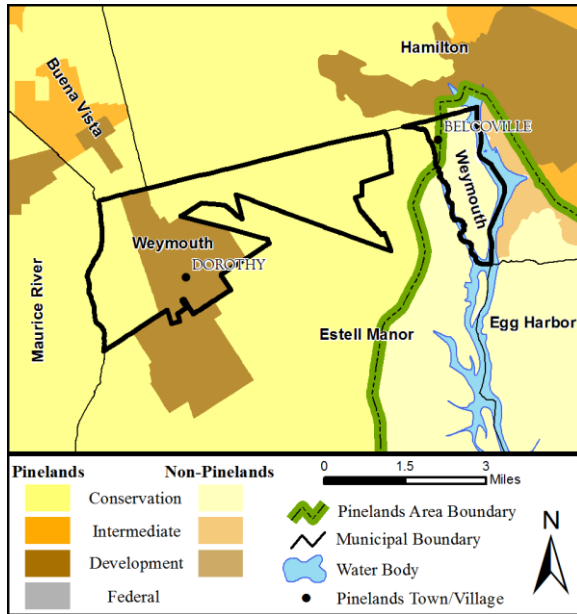 Hamilton
Buena Vista
BELCOVILLE
Weymouth
Weymouth
DOROTHY
Maurice River
Estell Manor
Egg Harbor
Pinelands
Non-Pinelands
Conservation
Intermediate
Development
Federal
0 1.5 3
Miles
Pinelands Area Boundary
Municipal Boundary
Water Body
Pinelands Town/Village
N